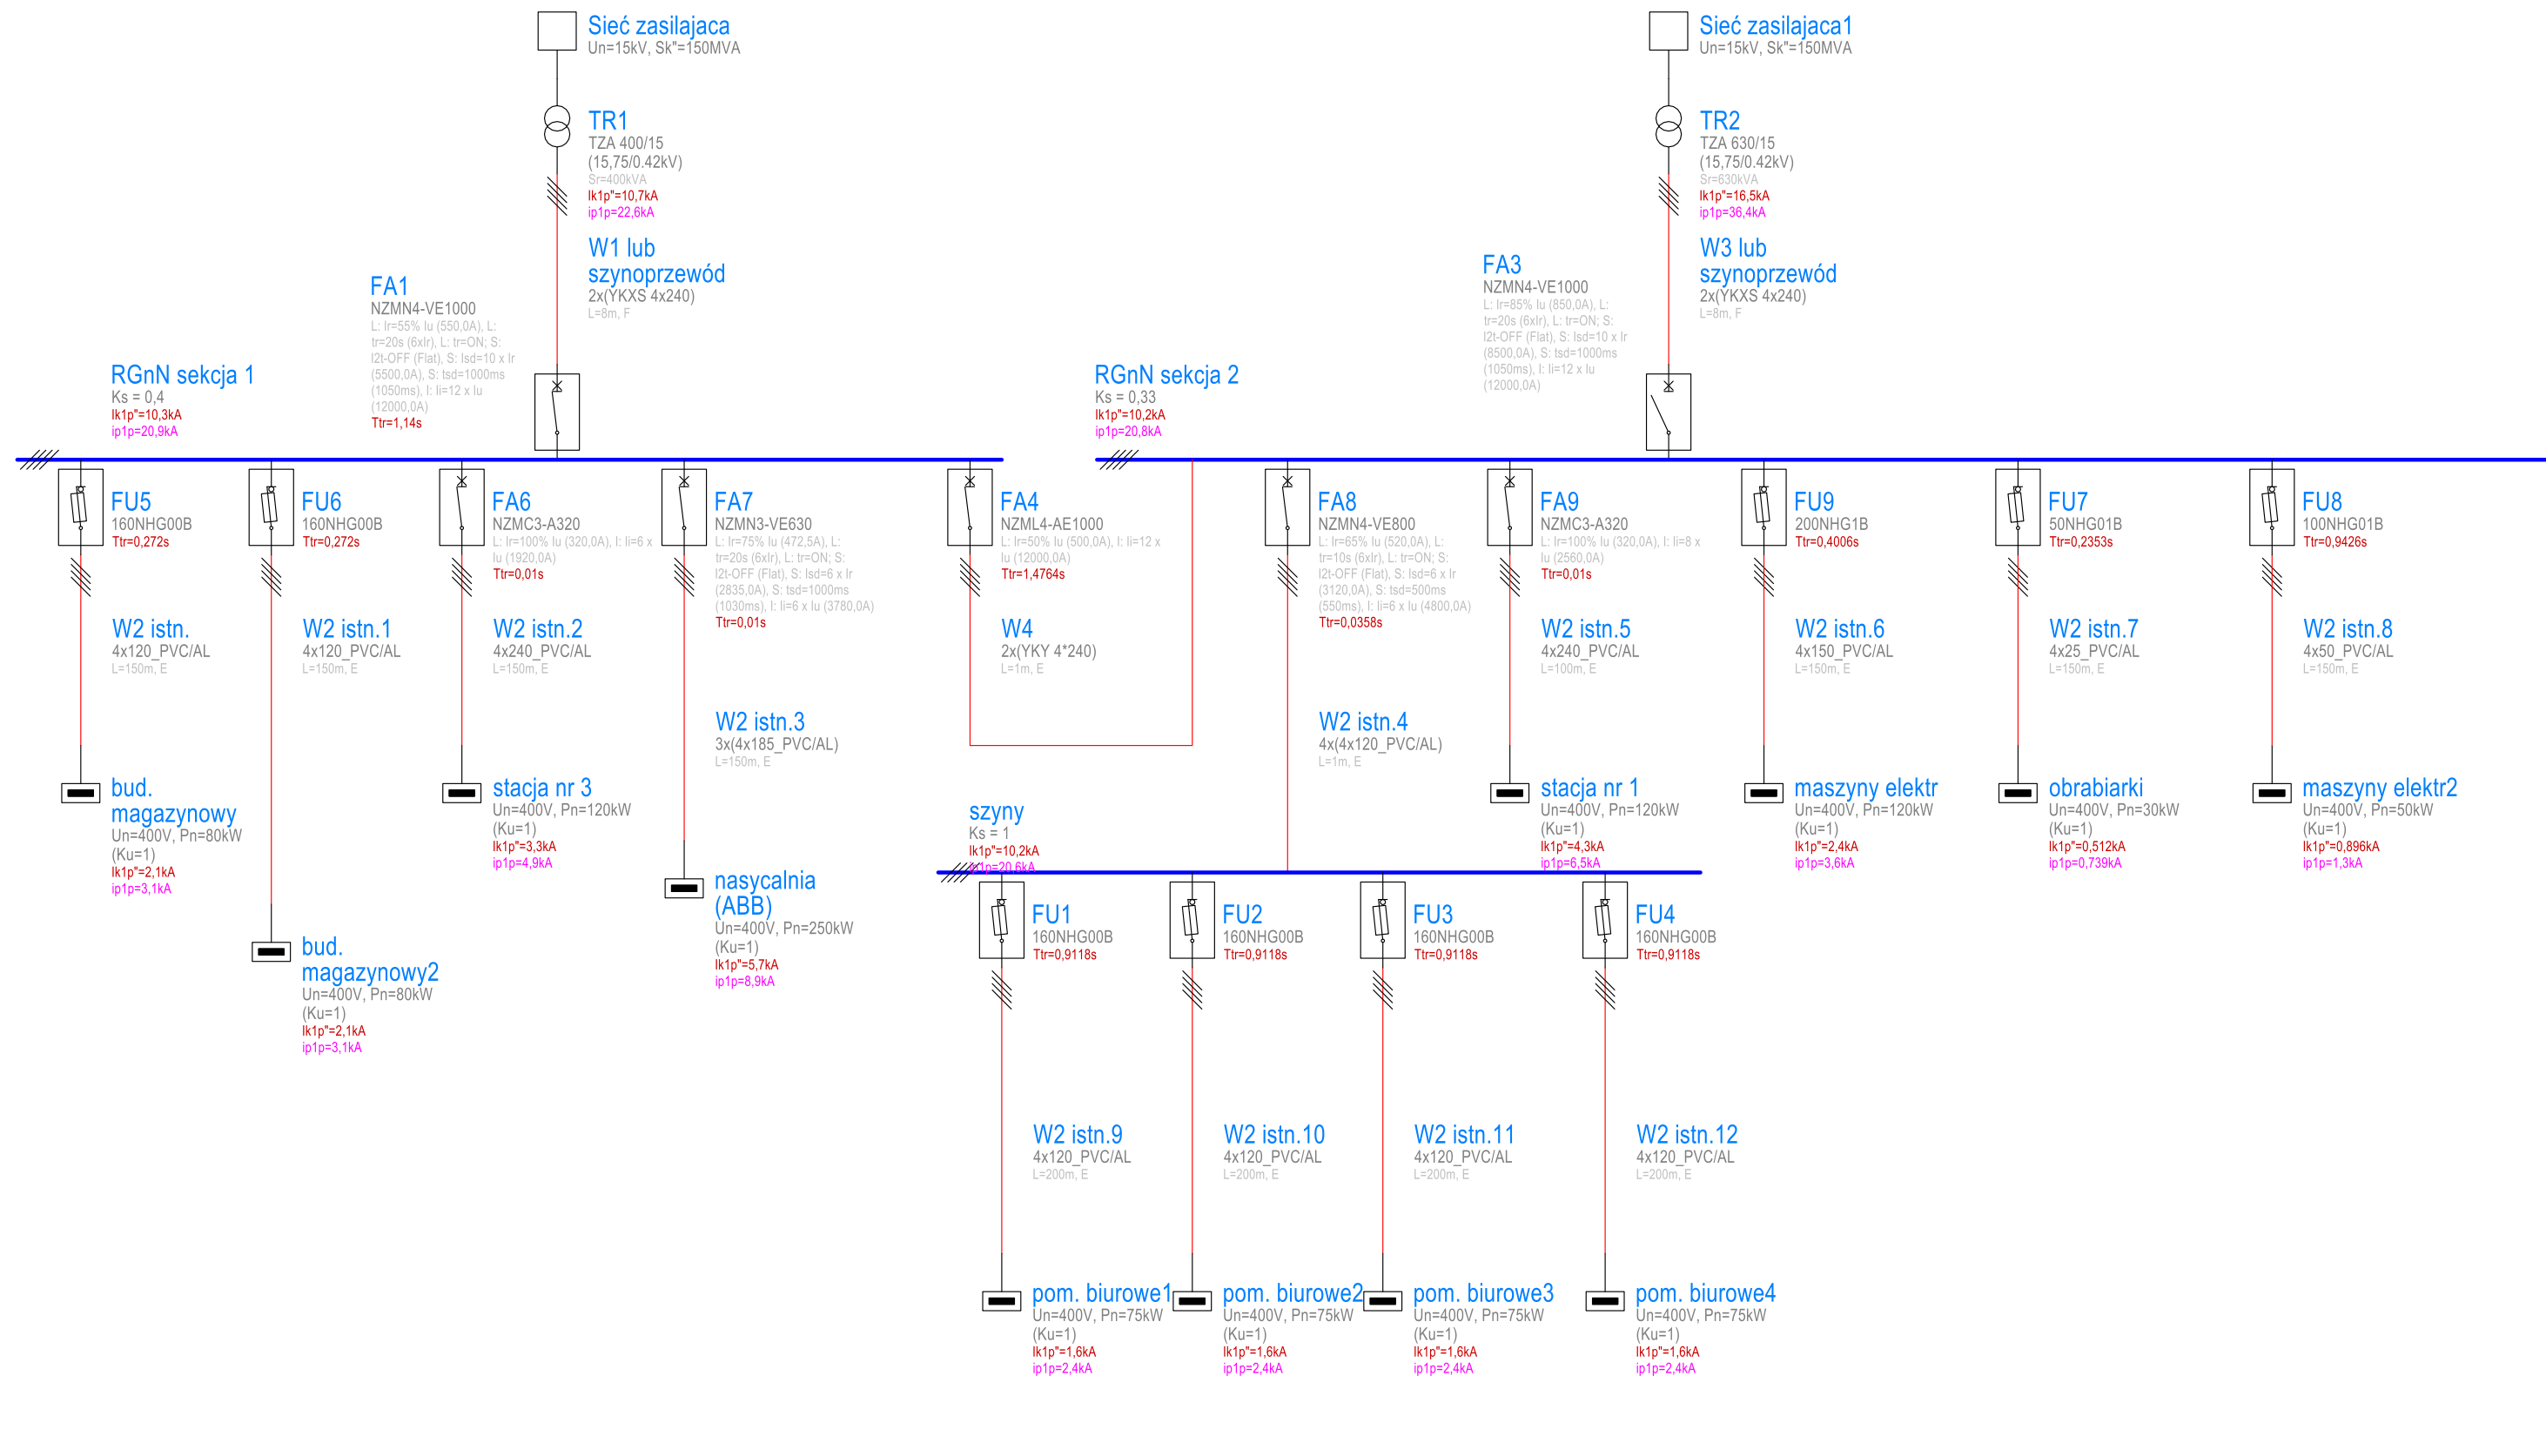 Sieć zasilajaca
Un=15kV, Sk"=150MVA
Sieć zasilajaca1
Un=15kV, Sk"=150MVA
TR1
TZA 400/15
(15,75/0.42kV)
Sr=400kVA
Ik1p"=10,7kA
ip1p=22,6kA
TR2
TZA 630/15
(15,75/0.42kV)
Sr=630kVA
Ik1p"=16,5kA
ip1p=36,4kA
W1 lub
szynoprzewód
2x(YKXS 4x240)
L=8m, F
W3 lub
szynoprzewód
2x(YKXS 4x240)
L=8m, F
FA1
NZMN4-VE1000
L: Ir=55% Iu (550,0A), L:
tr=20s (6xIr), L: tr=ON; S:
I2t-OFF (Flat), S: Isd=10 x Ir
(5500,0A), S: tsd=1000ms
(1050ms), I: Ii=12 x Iu
(12000,0A)
Ttr=1,14s
FA3
NZMN4-VE1000
L: Ir=85% Iu (850,0A), L:
tr=20s (6xIr), L: tr=ON; S:
I2t-OFF (Flat), S: Isd=10 x Ir
(8500,0A), S: tsd=1000ms
(1050ms), I: Ii=12 x Iu
(12000,0A)
RGnN sekcja 1
Ks = 0,4
Ik1p"=10,3kA
ip1p=20,9kA
RGnN sekcja 2
Ks = 0,33
Ik1p"=10,2kA
ip1p=20,8kA
FU5
160NHG00B
Ttr=0,272s
FU6
160NHG00B
Ttr=0,272s
FA6
NZMC3-A320
L: Ir=100% Iu (320,0A), I: Ii=6 x
Iu (1920,0A)
Ttr=0,01s
FA7
NZMN3-VE630
L: Ir=75% Iu (472,5A), L:
tr=20s (6xIr), L: tr=ON; S:
I2t-OFF (Flat), S: Isd=6 x Ir
(2835,0A), S: tsd=1000ms
(1030ms), I: Ii=6 x Iu (3780,0A)
Ttr=0,01s
FA4
NZML4-AE1000
L: Ir=50% Iu (500,0A), I: Ii=12 x
Iu (12000,0A)
Ttr=1,4764s
FA8
NZMN4-VE800
L: Ir=65% Iu (520,0A), L:
tr=10s (6xIr), L: tr=ON; S:
I2t-OFF (Flat), S: Isd=6 x Ir
(3120,0A), S: tsd=500ms
(550ms), I: Ii=6 x Iu (4800,0A)
Ttr=0,0358s
FA9
NZMC3-A320
L: Ir=100% Iu (320,0A), I: Ii=8 x
Iu (2560,0A)
Ttr=0,01s
FU9
200NHG1B
Ttr=0,4006s
FU7
50NHG01B
Ttr=0,2353s
FU8
100NHG01B
Ttr=0,9426s
W2 istn.
4x120_PVC/AL
L=150m, E
W2 istn.1
4x120_PVC/AL
L=150m, E
W2 istn.2
4x240_PVC/AL
L=150m, E
W2 istn.3
3x(4x185_PVC/AL)
L=150m, E
W4
2x(YKY 4*240)
L=1m, E
W2 istn.4
4x(4x120_PVC/AL)
L=1m, E
W2 istn.5
4x240_PVC/AL
L=100m, E
W2 istn.6
4x150_PVC/AL
L=150m, E
W2 istn.7
4x25_PVC/AL
L=150m, E
W2 istn.8
4x50_PVC/AL
L=150m, E
bud.
magazynowy
Un=400V, Pn=80kW
(Ku=1)
Ik1p"=2,1kA
ip1p=3,1kA
bud.
magazynowy2
Un=400V, Pn=80kW
(Ku=1)
Ik1p"=2,1kA
ip1p=3,1kA
stacja nr 3
Un=400V, Pn=120kW
(Ku=1)
Ik1p"=3,3kA
ip1p=4,9kA
nasycalnia
(ABB)
Un=400V, Pn=250kW
(Ku=1)
Ik1p"=5,7kA
ip1p=8,9kA
szyny
Ks = 1
Ik1p"=10,2kA
ip1p=20,6kA
stacja nr 1
Un=400V, Pn=120kW
(Ku=1)
Ik1p"=4,3kA
ip1p=6,5kA
maszyny elektr
Un=400V, Pn=120kW
(Ku=1)
Ik1p"=2,4kA
ip1p=3,6kA
obrabiarki
Un=400V, Pn=30kW
(Ku=1)
Ik1p"=0,512kA
ip1p=0,739kA
maszyny elektr2
Un=400V, Pn=50kW
(Ku=1)
Ik1p"=0,896kA
ip1p=1,3kA
FU1
160NHG00B
Ttr=0,9118s
FU2
160NHG00B
Ttr=0,9118s
FU3
160NHG00B
Ttr=0,9118s
FU4
160NHG00B
Ttr=0,9118s
W2 istn.9
4x120_PVC/AL
L=200m, E
W2 istn.10
4x120_PVC/AL
L=200m, E
W2 istn.11
4x120_PVC/AL
L=200m, E
W2 istn.12
4x120_PVC/AL
L=200m, E
pom. biurowe1
Un=400V, Pn=75kW
(Ku=1)
Ik1p"=1,6kA
ip1p=2,4kA
pom. biurowe2
Un=400V, Pn=75kW
(Ku=1)
Ik1p"=1,6kA
ip1p=2,4kA
pom. biurowe3
Un=400V, Pn=75kW
(Ku=1)
Ik1p"=1,6kA
ip1p=2,4kA
pom. biurowe4
Un=400V, Pn=75kW
(Ku=1)
Ik1p"=1,6kA
ip1p=2,4kA